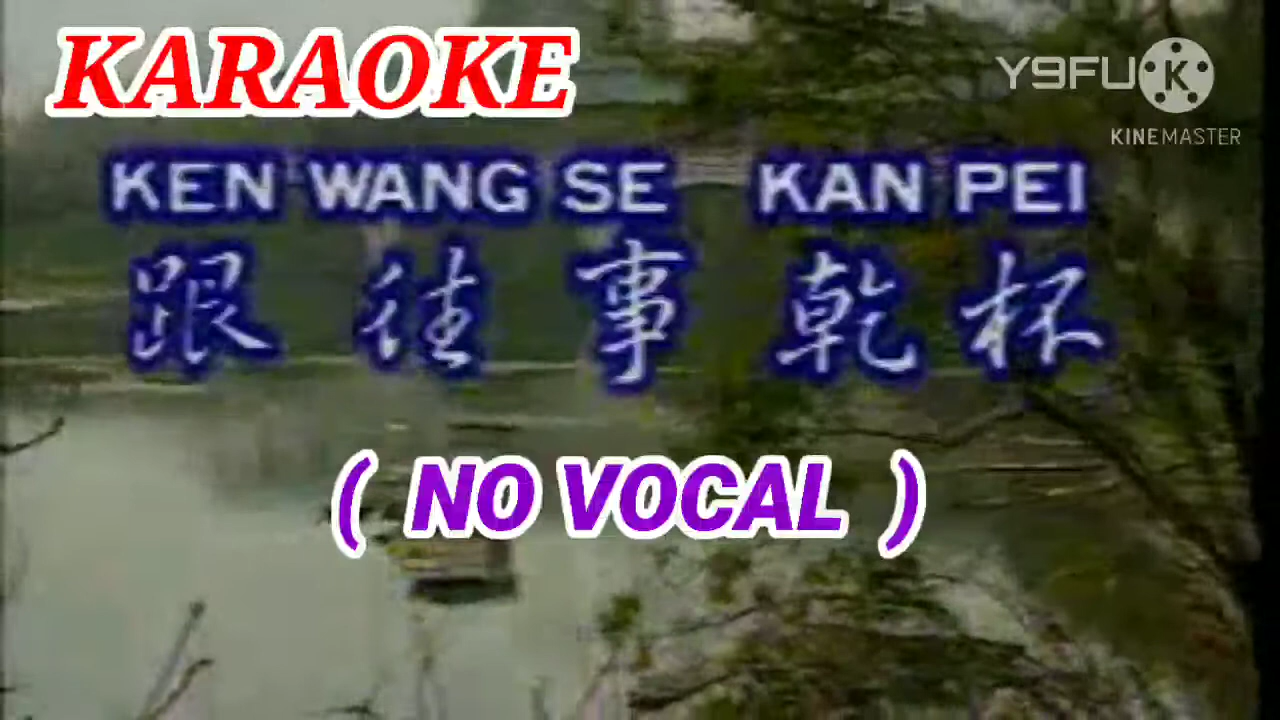 KARAOKE
Y9FU K
KINEMASTER
KEN WANG SE KAN PEI
跟往事乾杯
( NO VOCAL )